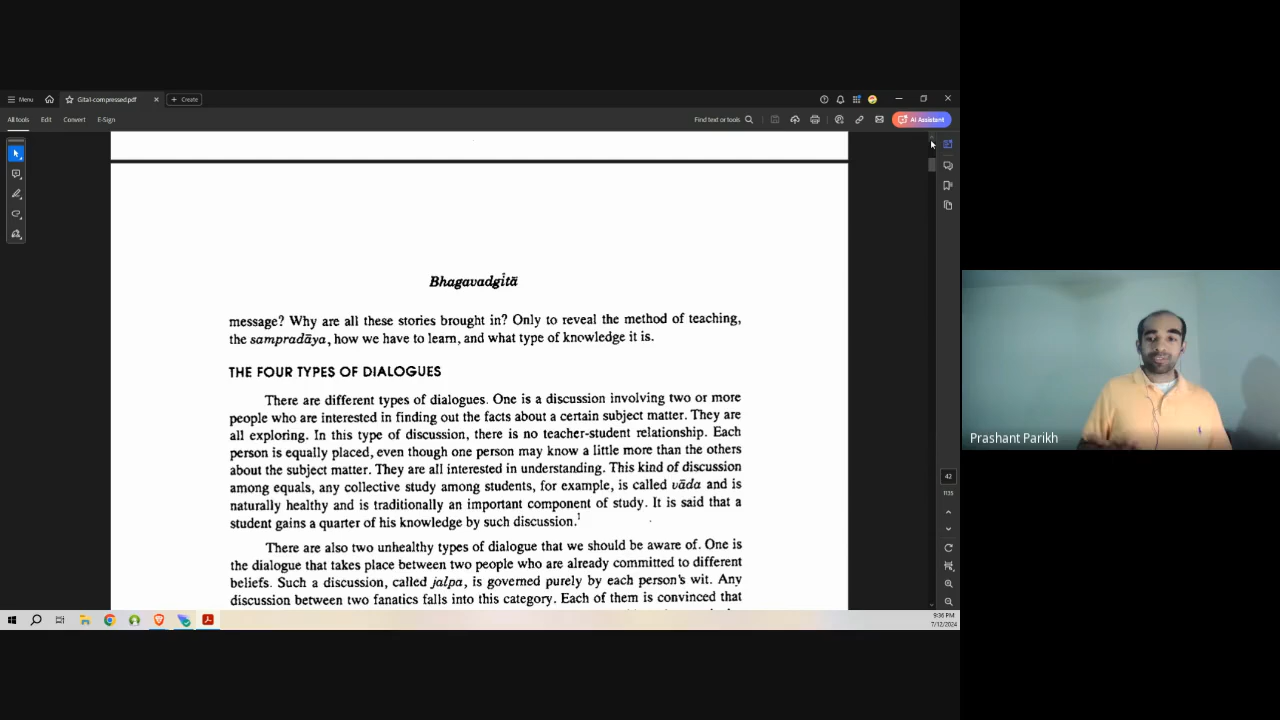 Menu
Gita1-compressed.pdf
Create
All tools
Edit
Convert
E-Sign
Find text or tools
AI Assistant
Bhagavadgītā
message? Why are all these stories brought in? Only to reveal the method of teaching,
the sampradāya, how we have to learn, and what type of knowledge it is.
THE FOUR TYPES OF DIALOGUES
There are different types of dialogues. One is a discussion involving two or more
people who are interested in finding out the facts about a certain subject matter. They are
all exploring. In this type of discussion, there is no teacher-student relationship. Each
person is equally placed, even though one person may know a little more than the others
about the subject matter. They are all interested in understanding. This kind of discussion
among equals, any collective study among students, for example, is called vāda and is
naturally healthy and is traditionally an important component of study. It is said that a
student gains a quarter of his knowledge by such discussion.1
There are also two unhealthy types of dialogue that we should be aware of. One is
the dialogue that takes place between two people who are already committed to different
beliefs. Such a discussion, called jalpa, is governed purely by each person's wit. Any
discussion between two fanatics falls into this category. Each of them is convinced that
42
1135
9:36 PM
7/12/2024
Prashant Parikh